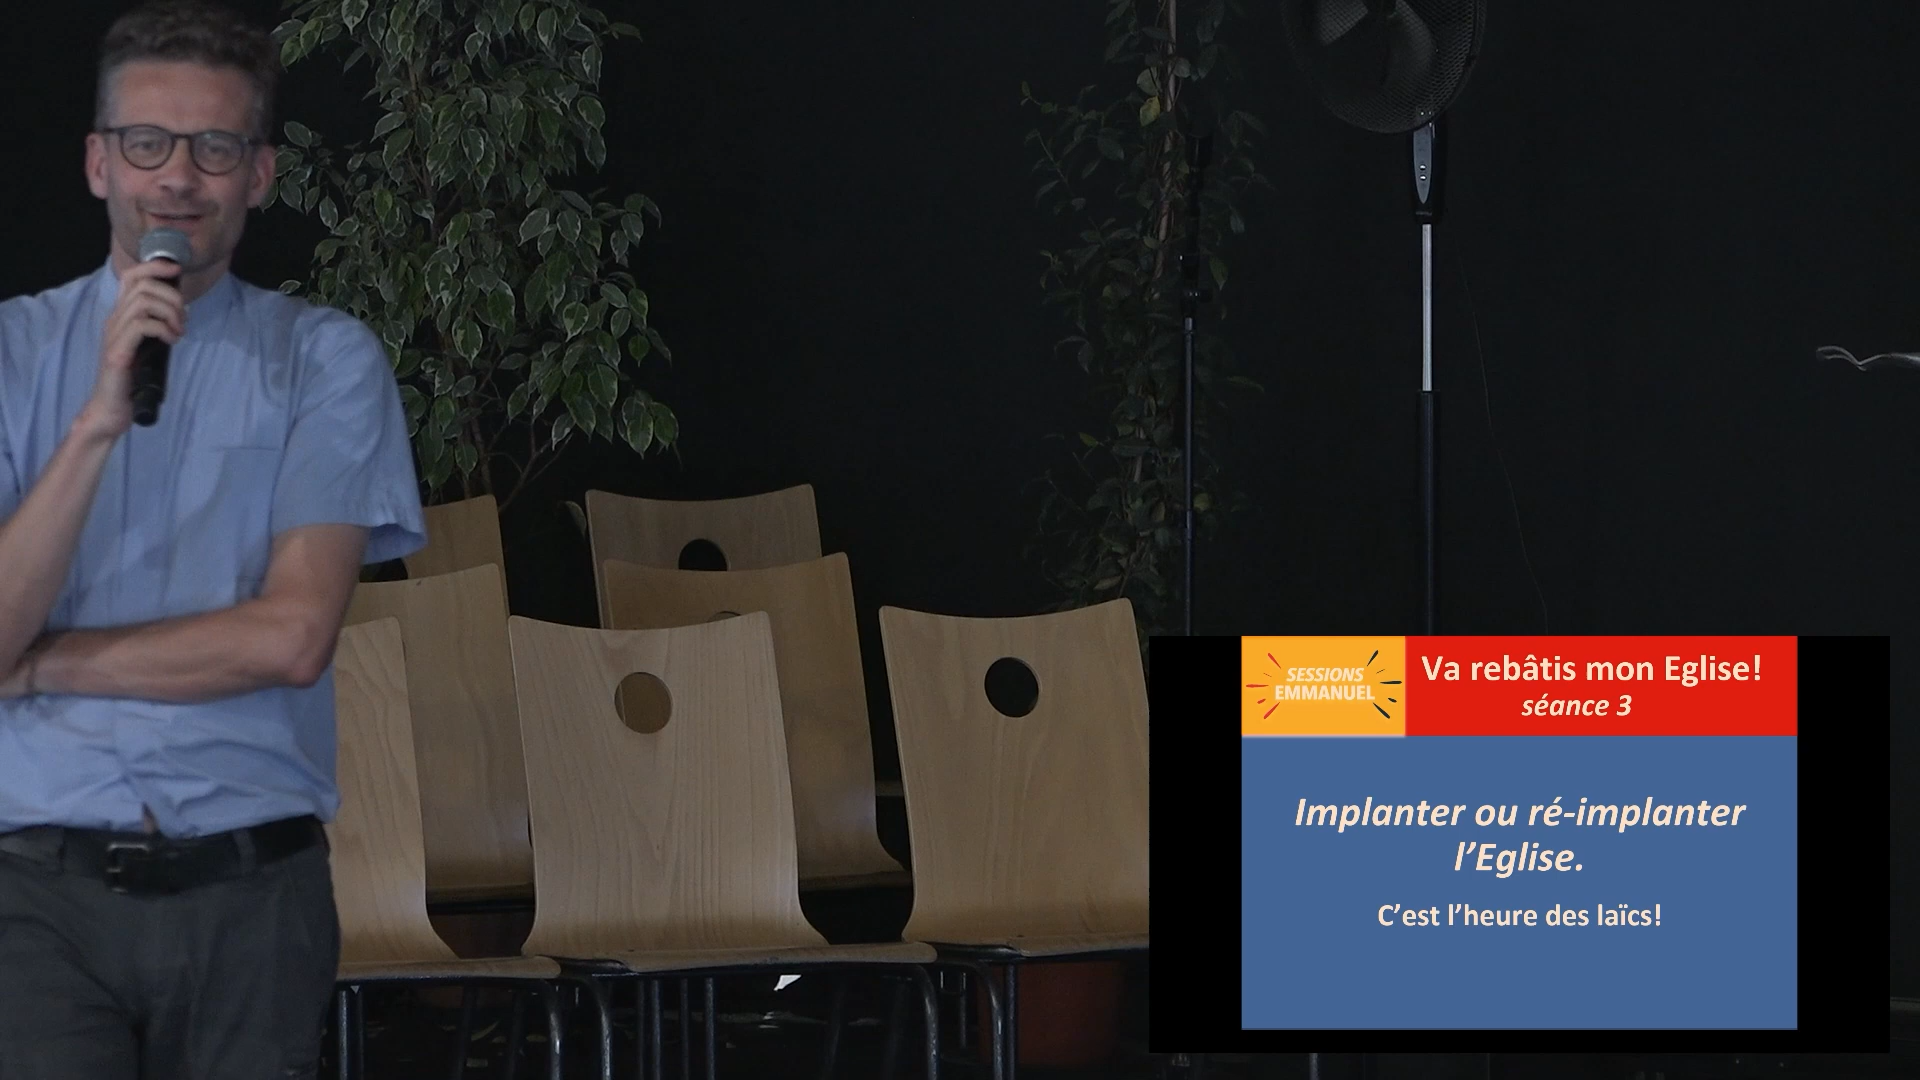 SESSIONS
EMMANUEL
Va rebâtis mon Eglise!
séance 3
Implanter ou ré-implanter
l’Eglise.
C’est l’heure des laïcs!